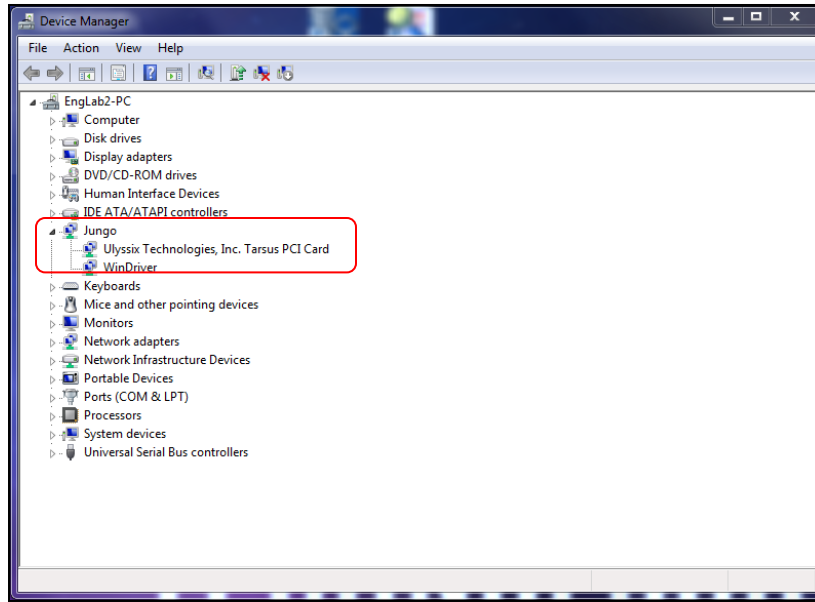 Device Manager
File Action View Help
EngLab2-PC
Computer
Disk drives
Display adapters
DVD/CD-ROM drives
Human Interface Devices
IDE ATA/ATAPI controllers
Jungo
Ulyssix Technologies, Inc. Tarsus PCI Card
WinDriver
Keyboards
Mice and other pointing devices
Monitors
Network adapters
Network Infrastructure Devices
Portable Devices
Ports (COM & LPT)
Processors
System devices
Universal Serial Bus controllers